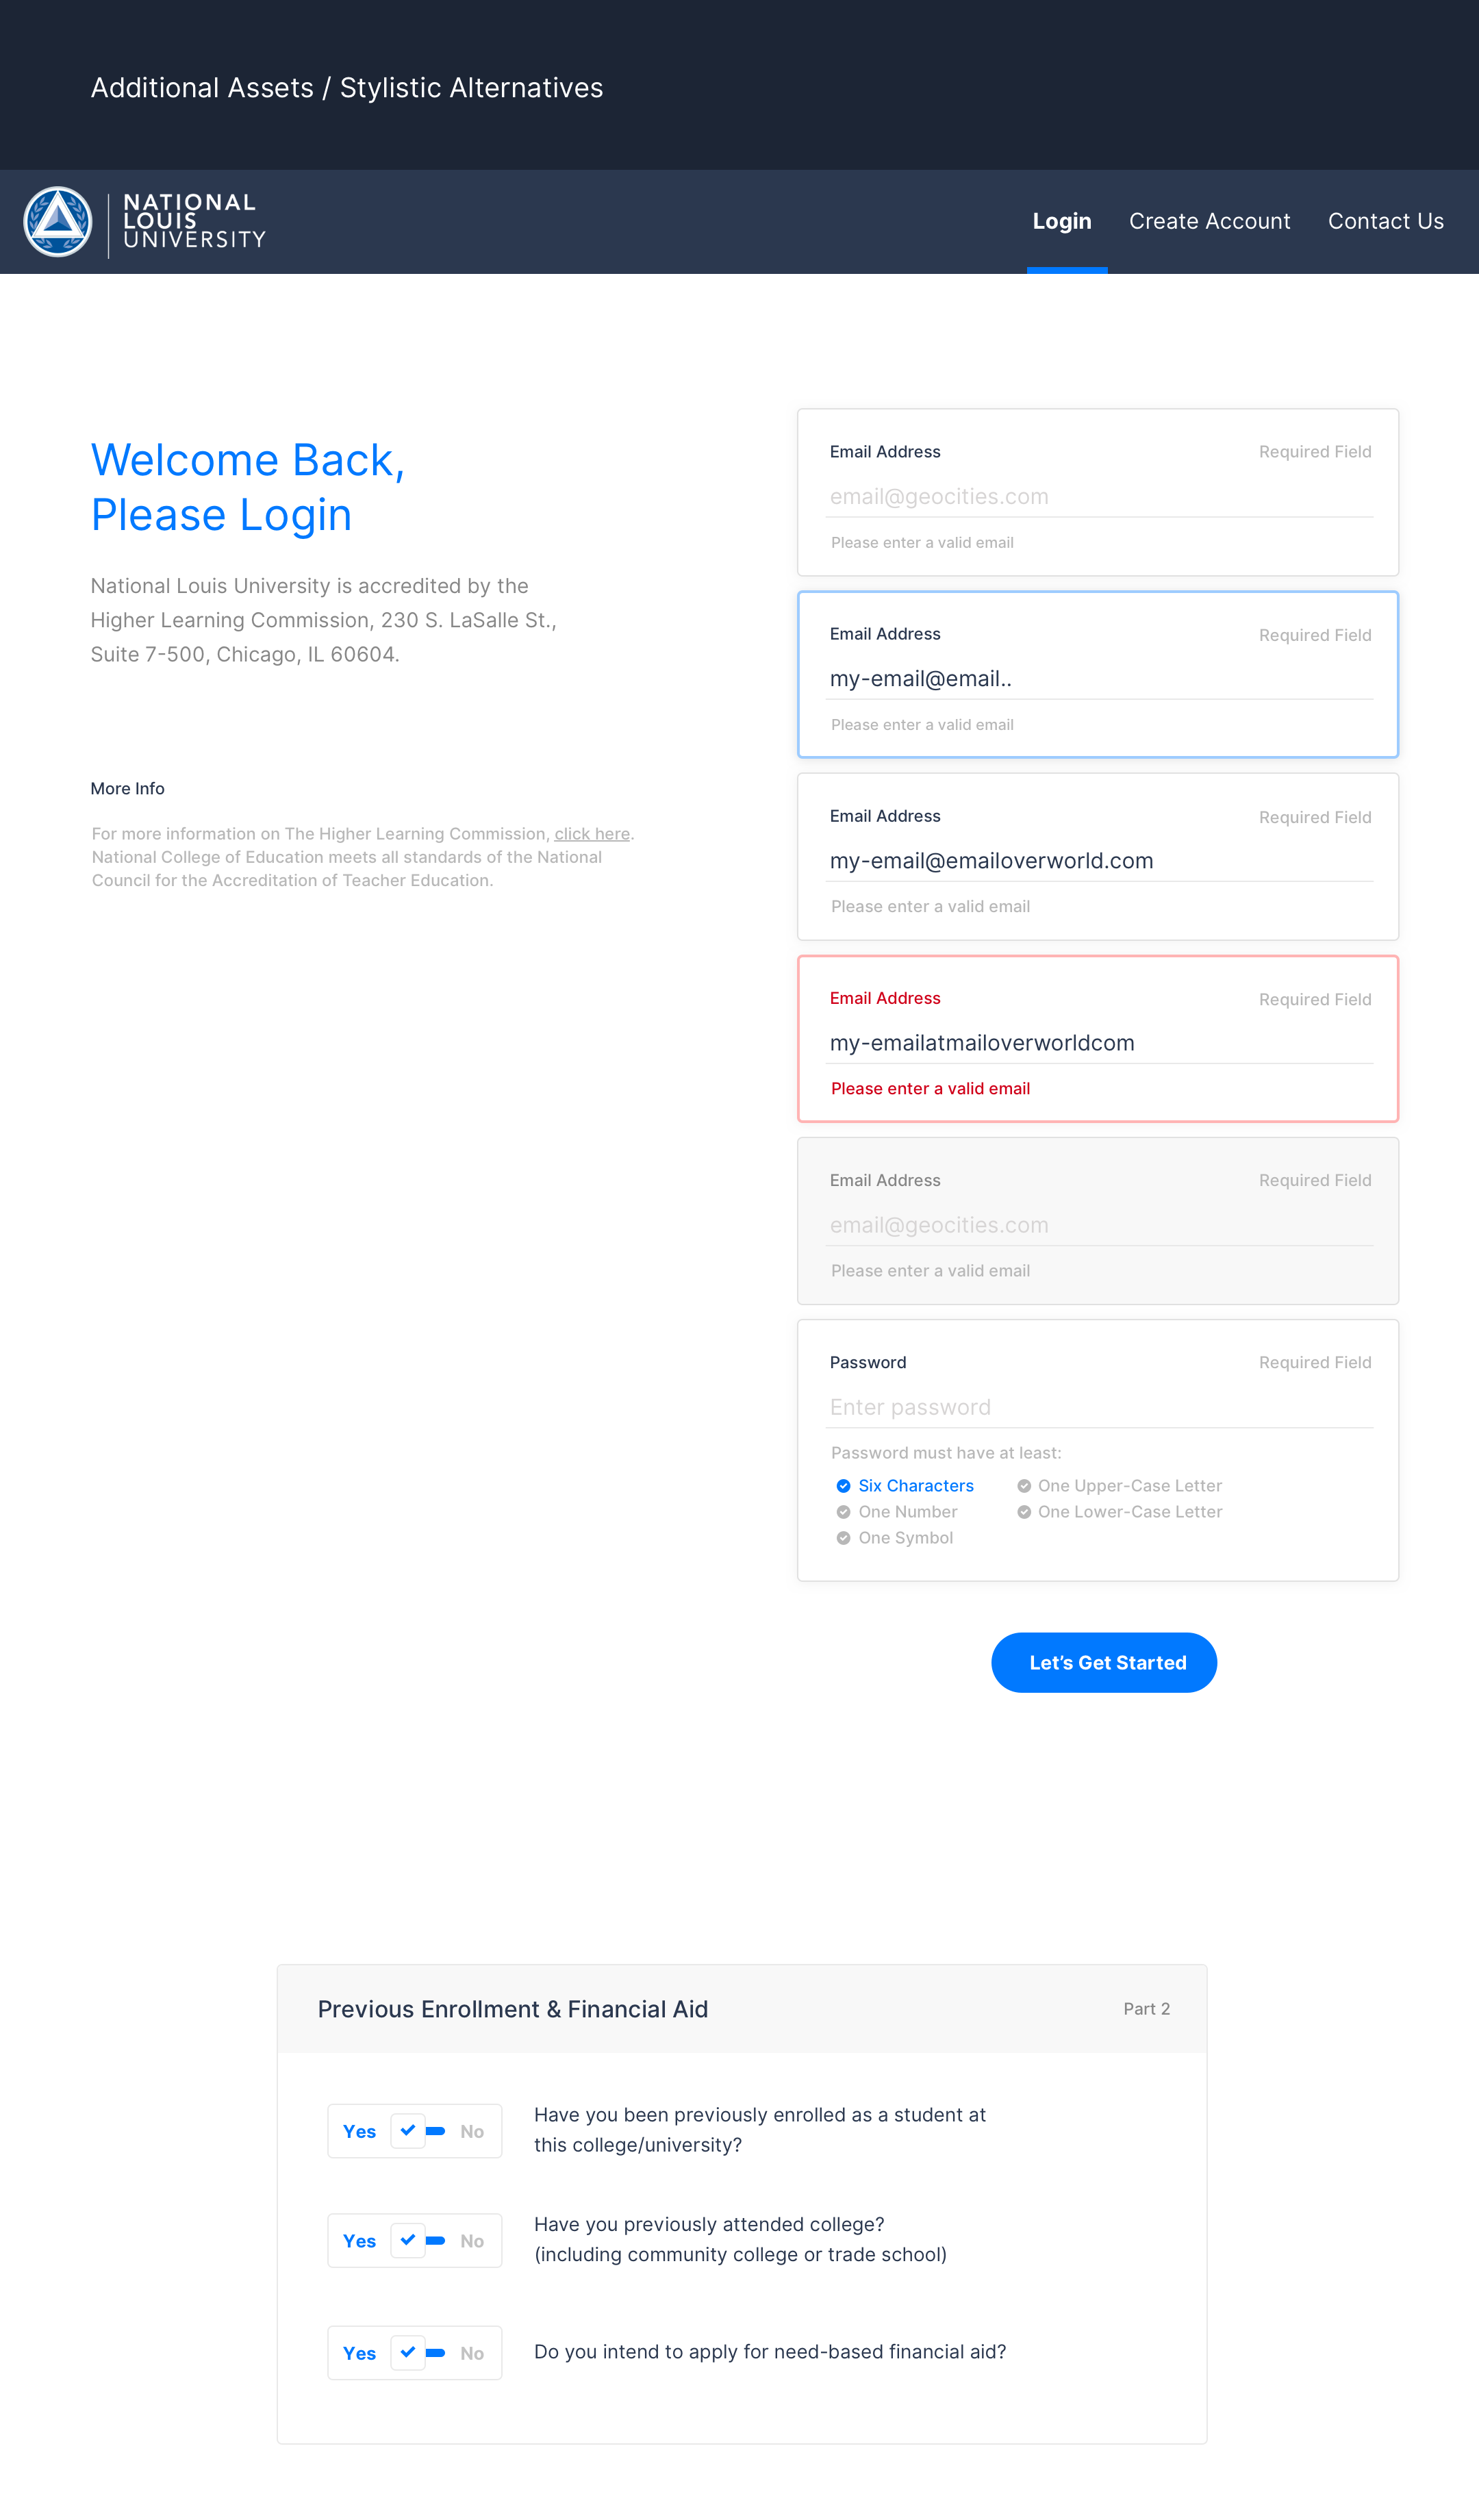 Additional Assets / Stylistic Alternatives
NATIONAL
LOUIS
UNIVERSITY
Login
Create Account
Contact Us
Welcome Back,
Please Login
National Louis University is accredited by the
Higher Learning Commission, 230 S. LaSalle St.,
Suite 7-500, Chicago, IL 60604.
More Info
For more information on The Higher Learning Commission, click here.
National College of Education meets all standards of the National
Council for the Accreditation of Teacher Education.
Email Address
Required Field
email@geocities.com
Please enter a valid email
Email Address
Required Field
my-email@email..
Please enter a valid email
Email Address
Required Field
my-email@emailoverworld.com
Please enter a valid email
Email Address
Required Field
my-emailatmailoverworldcom
Please enter a valid email
Email Address
Required Field
email@geocities.com
Please enter a valid email
Password
Required Field
Enter password
Password must have at least:
Six Characters
One Upper-Case Letter
One Number
One Lower-Case Letter
One Symbol
Let’s Get Started
Previous Enrollment & Financial Aid
Part 2
Yes
No
Have you been previously enrolled as a student at
this college/university?
Yes
No
Have you previously attended college?
(including community college or trade school)
Yes
No
Do you intend to apply for need-based financial aid?